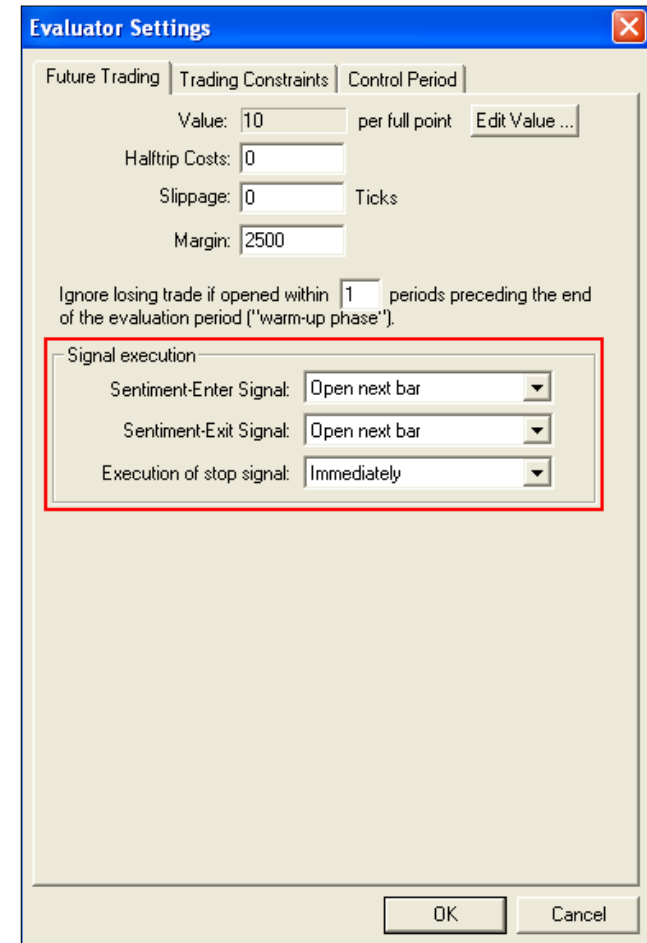 Evaluator Settings
Future Trading Trading Constraints Control Period
Value: 10 per full point Edit Value ...
Halftrip Costs: 0
Slippage: 0 Ticks
Margin: 2500
Ignore losing trade if opened within 1 periods preceding the end
of the evaluation period ("warm-up phase").
Signal execution
Sentiment-Enter Signal: Open next bar
Sentiment-Exit Signal: Open next bar
Execution of stop signal: Immediately
OK Cancel